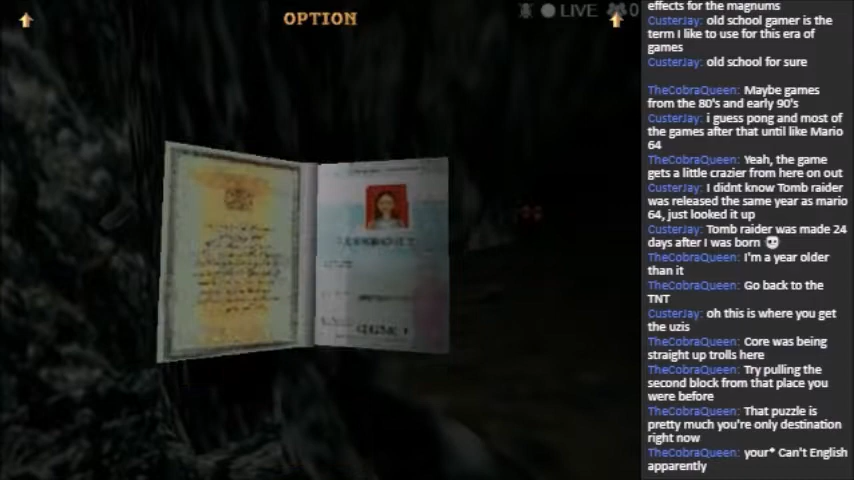 OPTION
LIVE
0
effects for the magnums
CusterJay: old school gamer is the
term I like to use for this era of
games
CusterJay: old school for sure
TheCobraQueen: Maybe games
from the 80's and early 90's
CusterJay: i guess pong and most of
the games after that until like Mario
64
TheCobraQueen: Yeah, the game
gets a little crazier from here on out
CusterJay: I didnt know Tomb raider
was released the same year as mario
64, just looked it up
CusterJay: Tomb raider was made 24
days after I was born 💀
TheCobraQueen: I'm a year older
than it
TheCobraQueen: Go back to the
TNT
CusterJay: oh this is where you get
the uzis
TheCobraQueen: Core was being
straight up trolls here
TheCobraQueen: Try pulling the
second block from that place you
were before
TheCobraQueen: That puzzle is
pretty much you're only destination
right now
TheCobraQueen: your* Can't English
apparently